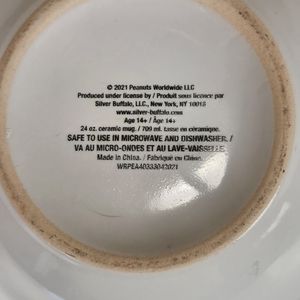 © 2021 Peanuts Worldwide LLC
Produced under license by / Produit sous licence par
Silver Buffalo, LLC., New York, NY 10018
www.silver-buffalo.com
Age 14+ / Âge 14+
24 oz. ceramic mug. / 709 ml. tasse en céramique.
SAFE TO USE IN MICROWAVE AND DISHWASHER. /
VA AU MICRO-ONDES ET AU LAVE-VAISSELLE.
Made in China. / Fabriqué en Chine.
WRPEA40333042021